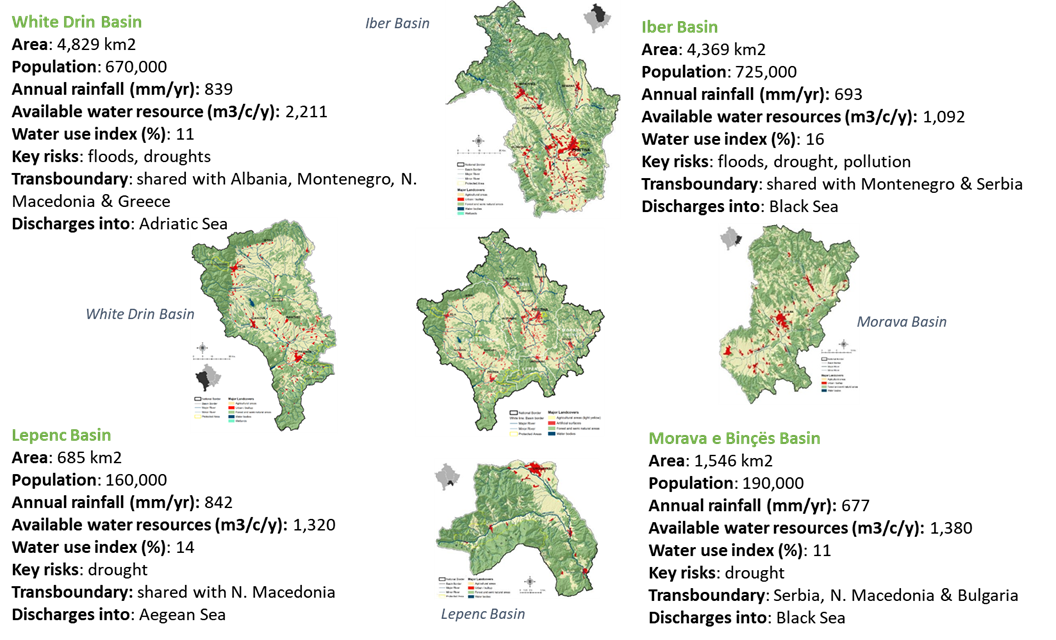 White Drin Basin
Area: 4,829 km2
Population: 670,000
Annual rainfall (mm/yr): 839
Available water resource (m3/c/y): 2,211
Water use index (%): 11
Key risks: floods, droughts
Transboundary: shared with Albania, Montenegro, N.
Macedonia & Greece
Discharges into: Adriatic Sea
Iber Basin
Iber Basin
Area: 4,369 km2
Population: 725,000
Annual rainfall (mm/yr): 693
Available water resources (m3/c/y): 1,092
Water use index (%): 16
Key risks: floods, drought, pollution
Transboundary: shared with Montenegro & Serbia
Discharges into: Black Sea
White Drin Basin
Morava Basin
Lepenc Basin
Area: 685 km2
Population: 160,000
Annual rainfall (mm/yr): 842
Available water resources (m3/c/y): 1,320
Water use index (%): 14
Key risks: drought
Transboundary: shared with N. Macedonia
Discharges into: Aegean Sea
Major Landcovers
Lepenc Basin
Morava e Binçës Basin
Area: 1,546 km2
Population: 190,000
Annual rainfall (mm/yr): 677
Available water resources (m3/c/y): 1,380
Water use index (%): 11
Key risks: drought
Transboundary: Serbia, N. Macedonia & Bulgaria
Discharges into: Black Sea